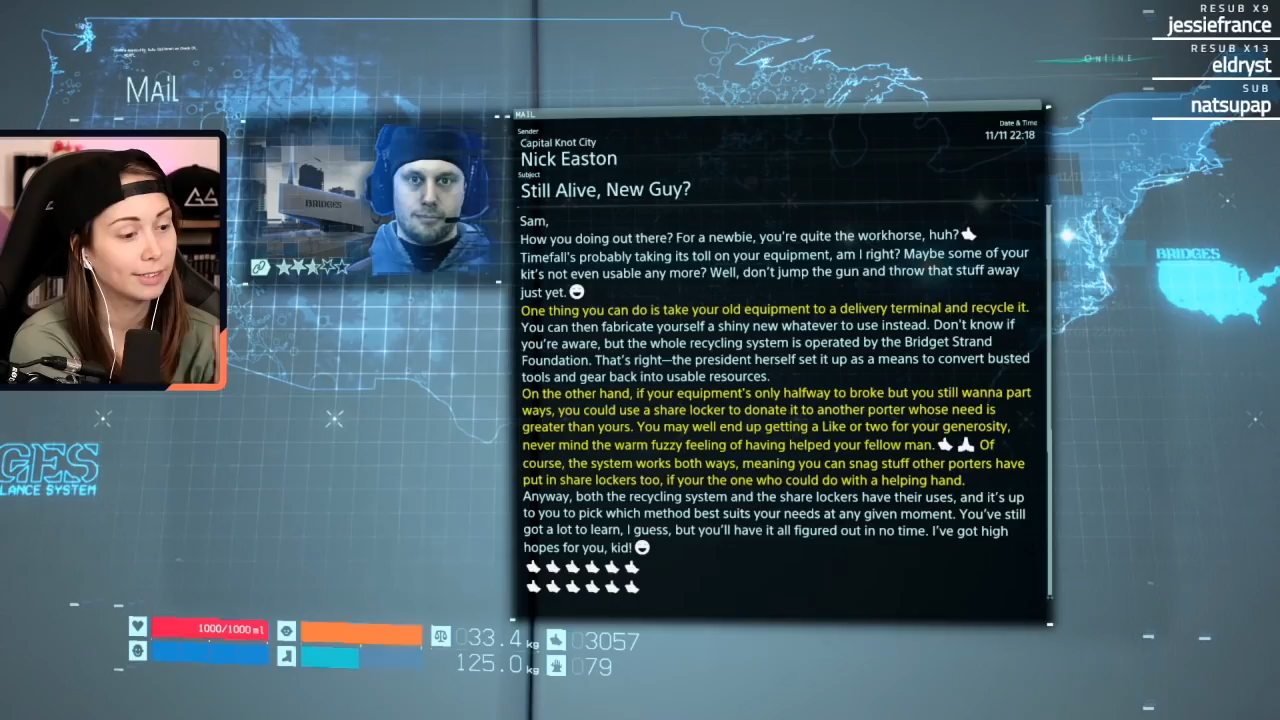 RESUB X9
jessiefrance
RESUB X13
eldryst
SUB
natsupap
MAIL
ONLINE
MAIL
Sender
Capital Knot City
Nick Easton
Date & Time
11/11 22:18
Subject
Still Alive, New Guy?
BRIDGES
BRIDGES
Sam,
How you doing out there? For a newbie, you're quite the workhorse, huh?
Timefall's probably taking its toll on your equipment, am I right? Maybe some of your
kit's not even usable any more? Well, don't jump the gun and throw that stuff away
just yet.
One thing you can do is take your old equipment to a delivery terminal and recycle it.
You can then fabricate yourself a shiny new whatever to use instead. Don't know if
you're aware, but the whole recycling system is operated by the Bridget Strand
Foundation. That's right—the president herself set it up as a means to convert busted
tools and gear back into usable resources.
On the other hand, if your equipment's only halfway to broke but you still wanna part
ways, you could use a share locker to donate it to another porter whose need is
greater than yours. You may well end up getting a Like or two for your generosity,
never mind the warm fuzzy feeling of having helped your fellow man. Of
course, the system works both ways, meaning you can snag stuff other porters have
put in share lockers too, if your the one who could do with a helping hand.
Anyway, both the recycling system and the share lockers have their uses, and it's up
to you to pick which method best suits your needs at any given moment. You've still
got a lot to learn, I guess, but you'll have it all figured out in no time. I've got high
hopes for you, kid!
GES
LANCE SYSTEM
1000/1000ml
033.4 kg
03057
125.0 kg
079